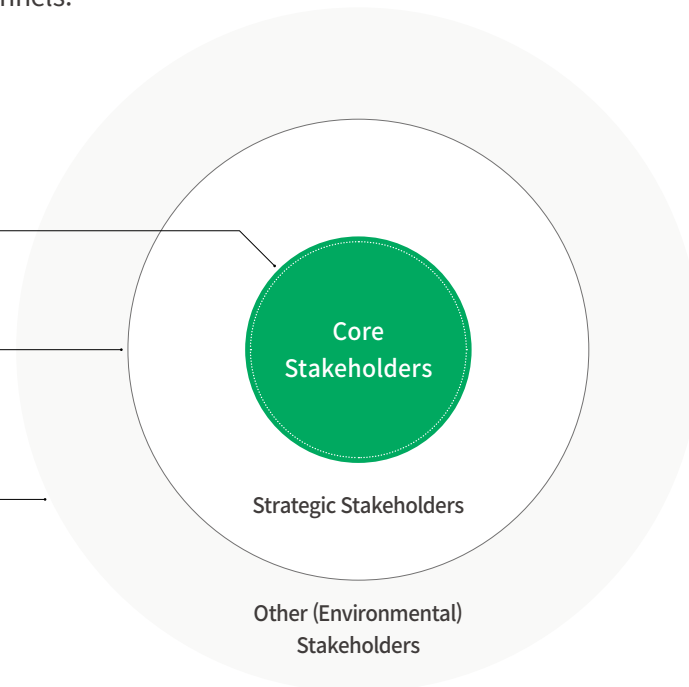 Core
Stakeholders
Strategic Stakeholders
Other (Environmental)
Stakeholders